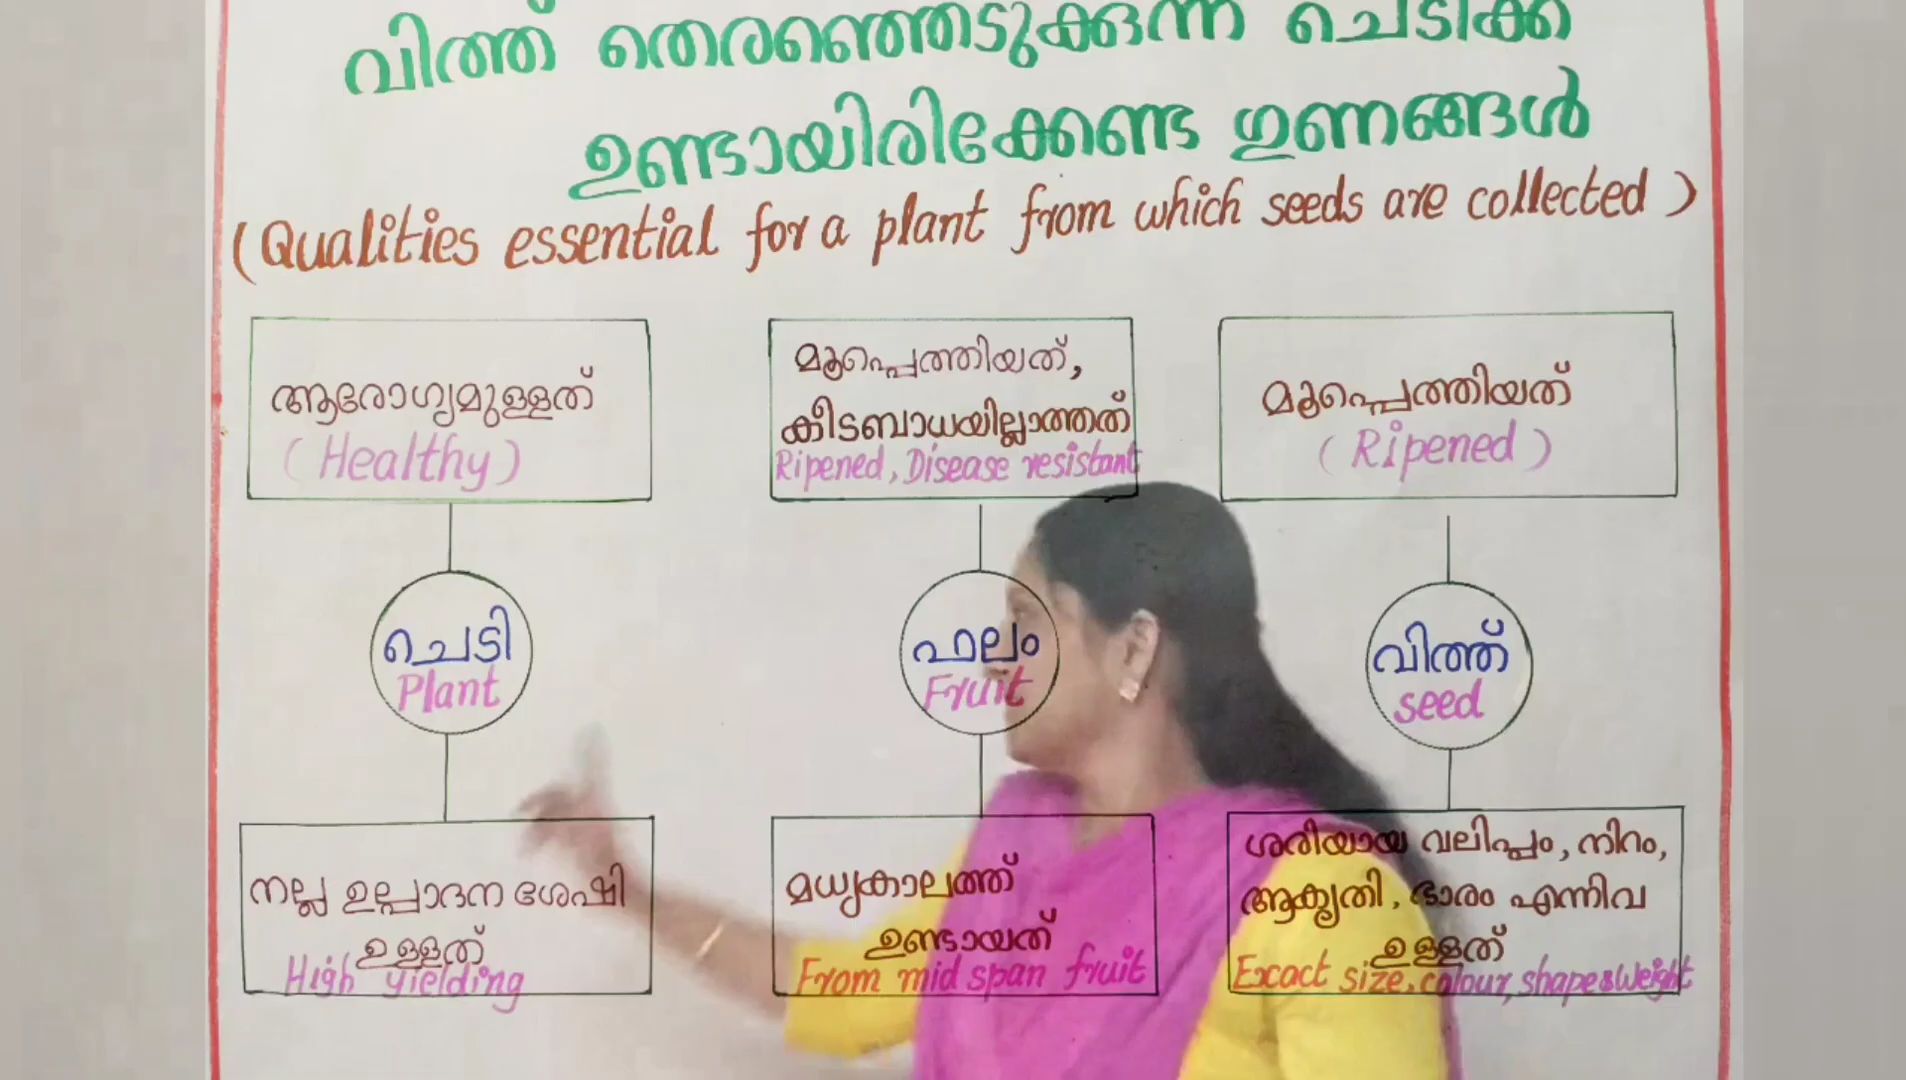 വിത്ത് തെരഞ്ഞെടുക്കുന്ന ചെടിക്ക്
ഉണ്ടായിരിക്കേണ്ട ഗുണങ്ങൾ
(Qualities essential for a plant from which seeds are collected)
ആരോഗ്യമുള്ളത്
(Healthy)
മൂപ്പെത്തിയത്,
കീടബാധയില്ലാത്തത്
Ripened, Disease resistant
മൂപ്പെത്തിയത്
(Ripened)
ചെടി
Plant
ഫലം
Fruit
വിത്ത്
seed
നല്ല ഉല്പാദന ശേഷി
ഉള്ളത്
High yielding
മധ്യകാലത്ത്
ഉണ്ടായത്
From mid span fruit
ശരിയായ വലിപ്പം, നിറം,
ആകൃതി, ഭാരം എന്നിവ
ഉള്ളത്
Exact size, colour, shape & weight